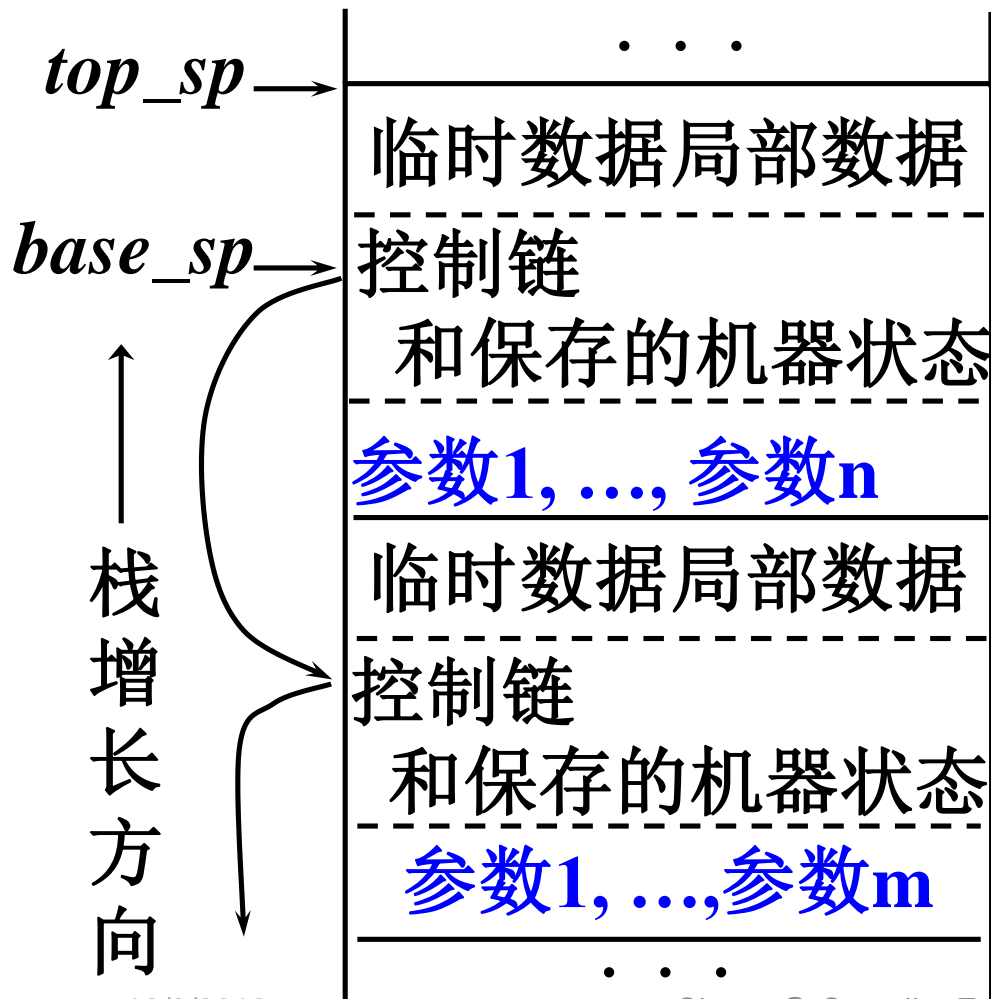 . . .
top_sp
临时数据局部数据
base_sp
控制链
和保存的机器状态
参数1, …, 参数n
临时数据局部数据
控制链
和保存的机器状态
参数1, …,参数m
栈增长方向
. . .